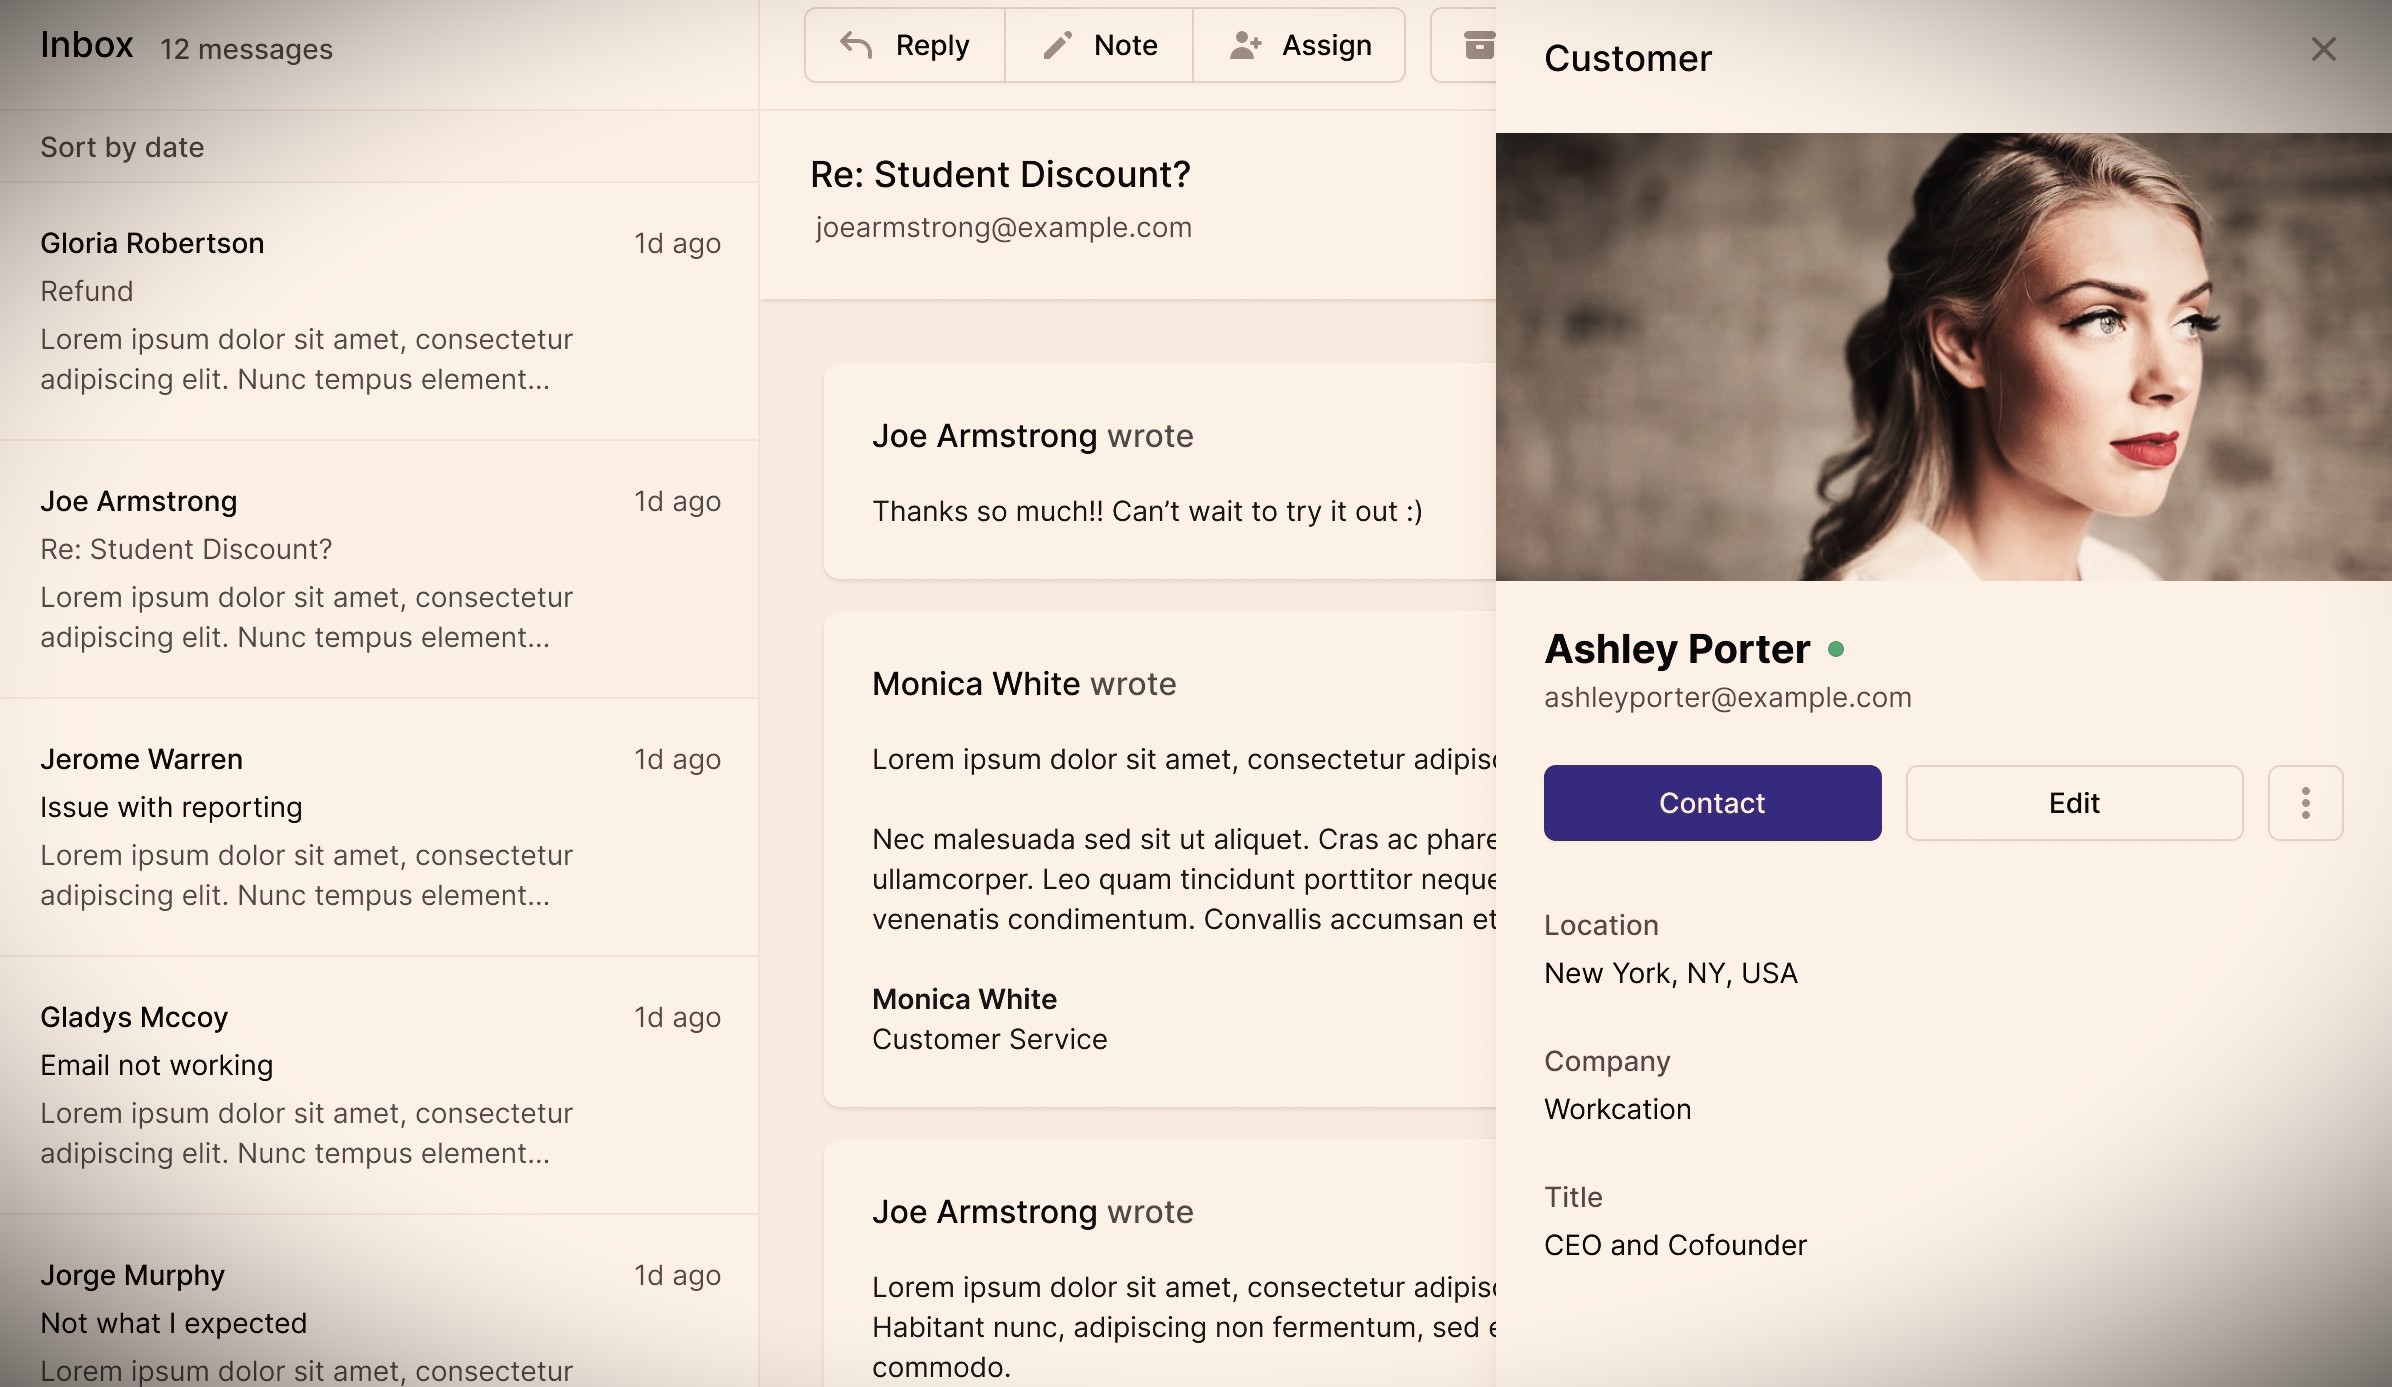 Inbox 12 messages
Sort by date
Gloria Robertson 1d ago
Refund
Lorem ipsum dolor sit amet, consectetur
adipiscing elit. Nunc tempus element...
Joe Armstrong 1d ago
Re: Student Discount?
Lorem ipsum dolor sit amet, consectetur
adipiscing elit. Nunc tempus element...
Jerome Warren 1d ago
Issue with reporting
Lorem ipsum dolor sit amet, consectetur
adipiscing elit. Nunc tempus element...
Gladys Mccoy 1d ago
Email not working
Lorem ipsum dolor sit amet, consectetur
adipiscing elit. Nunc tempus element...
Jorge Murphy 1d ago
Not what I expected
Lorem ipsum dolor sit amet, consectetur
Reply Note Assign
Re: Student Discount?
joearmstrong@example.com
Joe Armstrong wrote
Thanks so much!! Can’t wait to try it out :)
Monica White wrote
Lorem ipsum dolor sit amet, consectetur adipisc
Nec malesuada sed sit ut aliquet. Cras ac phare
ullamcorper. Leo quam tincidunt porttitor neque
venenatis condimentum. Convallis accumsan et
Monica White
Customer Service
Joe Armstrong wrote
Lorem ipsum dolor sit amet, consectetur adipisc
Habitant nunc, adipiscing non fermentum, sed e
commodo.
Customer
Ashley Porter
ashleyporter@example.com
Contact Edit
Location
New York, NY, USA
Company
Workcation
Title
CEO and Cofounder